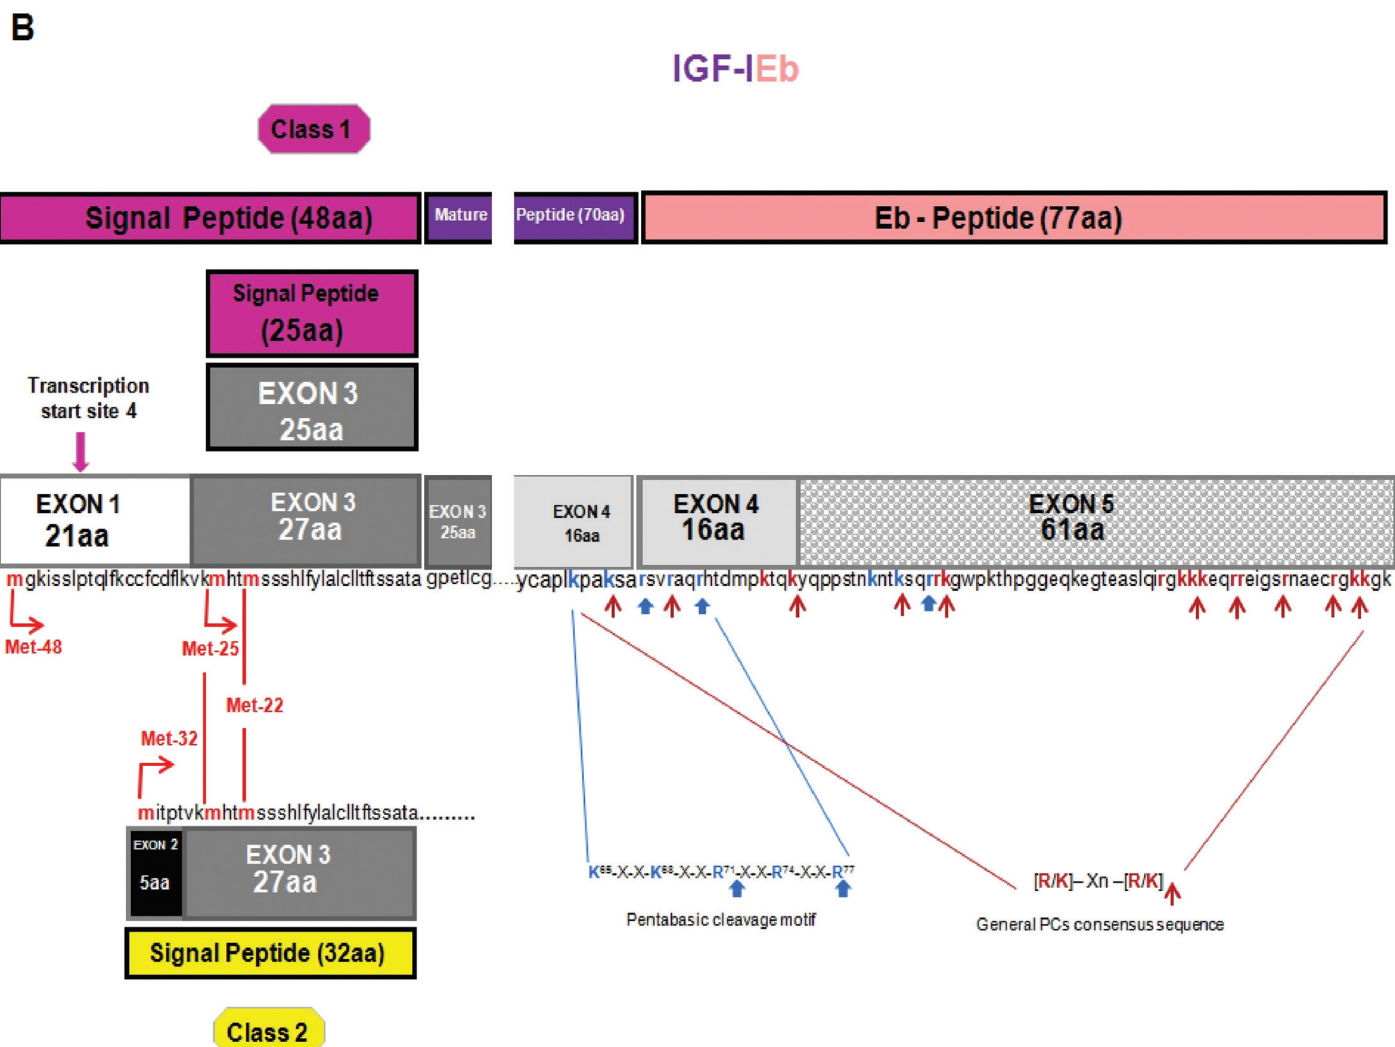 B
IGF-IEb
Class 1
Signal Peptide (48aa)
Mature
Peptide (70aa)
Eb - Peptide (77aa)
Signal Peptide
(25aa)
EXON 3
25aa
Transcription
start site 4
EXON 1
21aa
EXON 3
27aa
EXON 3
25aa
EXON 4
16aa
EXON 4
16aa
EXON 5
61aa
mgkisslptqlfkccfcdflkvkmhtmssshlfylalclltftssata gpetlcg.....ycaplkpaksarsvraqrhtdmpktqkyqppstnkntksqrrkgwpkthpggeqkegteaslqirgkkkeqrreigsrnaecrgkkgk
Met-48
Met-25
Met-22
Met-32
mitptvkmhtmssshlfylalclltftssata.........
EXON 2
5aa
EXON 3
27aa
K⁶⁵-X-X-K⁶⁸-X-X-R⁷¹-X-X-R⁷⁴-X-X-R⁷⁷
Pentabasic cleavage motif
[R/K]– Xn –[R/K]
General PCs consensus sequence
Signal Peptide (32aa)
Class 2